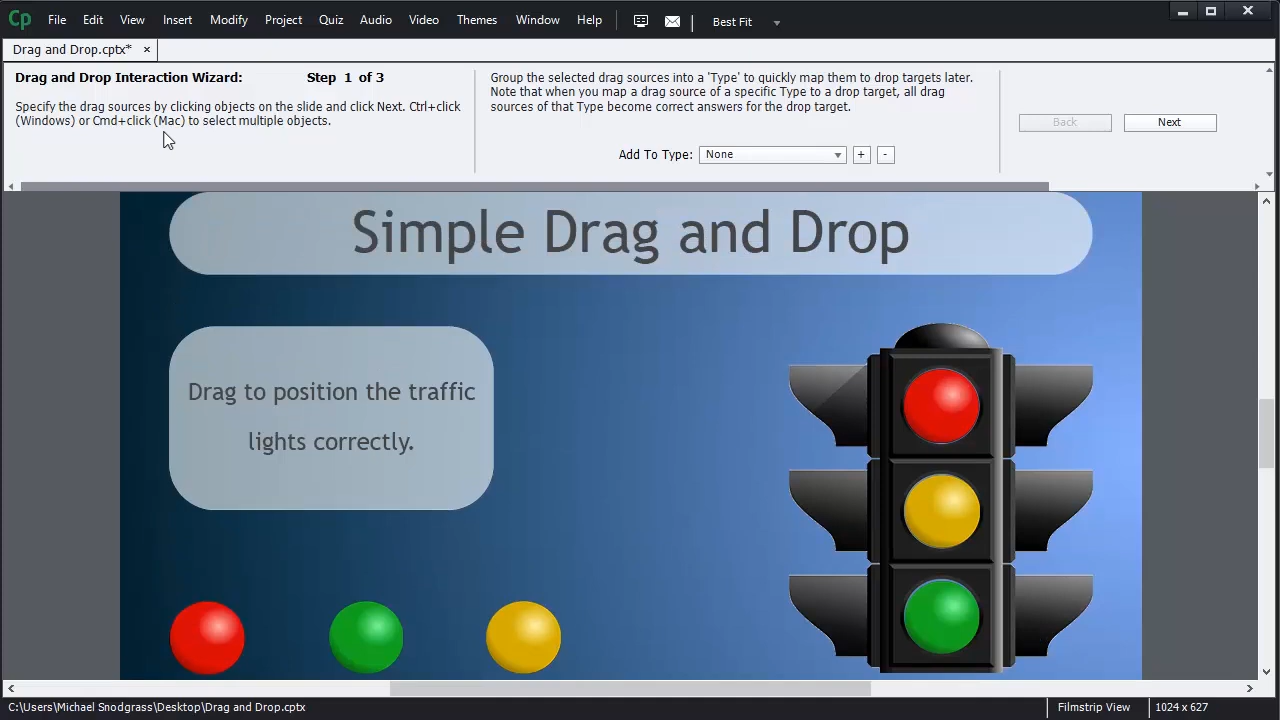 Cp File Edit View Insert Modify Project Quiz Audio Video Themes Window Help Best Fit
Drag and Drop.cptx* ×
Drag and Drop Interaction Wizard: Step 1 of 3
Specify the drag sources by clicking objects on the slide and click Next. Ctrl+click
(Windows) or Cmd+click (Mac) to select multiple objects.
Group the selected drag sources into a 'Type' to quickly map them to drop targets later.
Note that when you map a drag source of a specific Type to a drop target, all drag
sources of that Type become correct answers for the drop target.
Add To Type: None + -
Back Next
Simple Drag and Drop
Drag to position the traffic
lights correctly.
C:\Users\Michael Snodgrass\Desktop\Drag and Drop.cptx Filmstrip View 1024 x 627